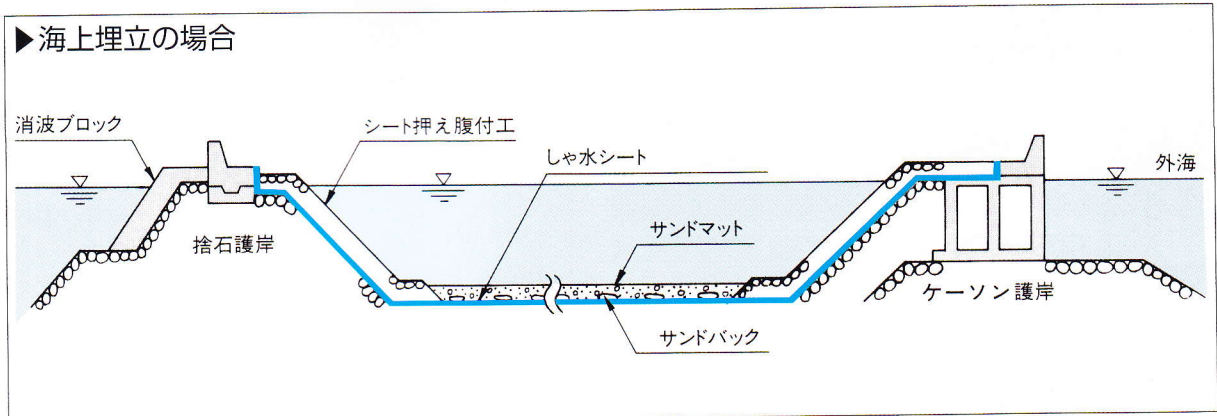 ▶海上埋立の場合
消波ブロック
シート押え腹付工
しゃ水シート
外海
サンドマット
捨石護岸
ケーソン護岸
サンドバック